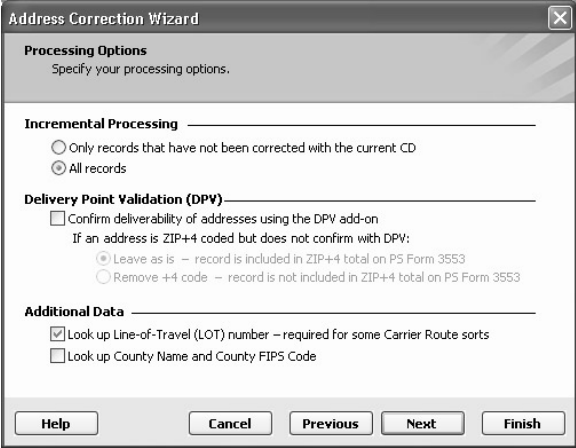 Address Correction Wizard
Processing Options
Specify your processing options.
Incremental Processing
Only records that have not been corrected with the current CD
All records
Delivery Point Validation (DPV)
Confirm deliverability of addresses using the DPV add-on
If an address is ZIP+4 coded but does not confirm with DPV:
Leave as is – record is included in ZIP+4 total on PS Form 3553
Remove +4 code – record is not included in ZIP+4 total on PS Form 3553
Additional Data
Look up Line-of-Travel (LOT) number – required for some Carrier Route sorts
Look up County Name and County FIPS Code
Help Cancel Previous Next Finish